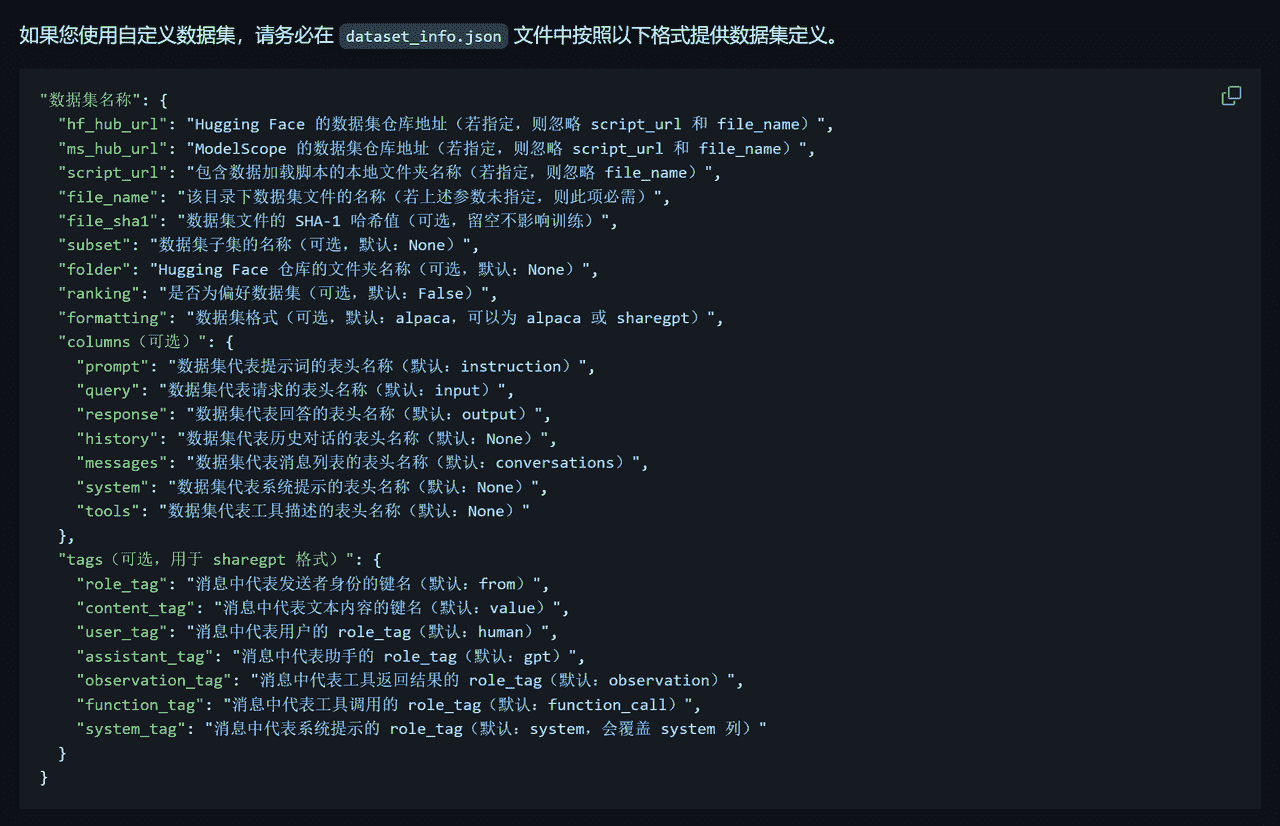 如果您使用自定义数据集，请务必在 dataset_info.json 文件中按照以下格式提供数据集定义。
"数据集名称": {
  "hf_hub_url": "Hugging Face 的数据集仓库地址（若指定，则忽略 script_url 和 file_name）",
  "ms_hub_url": "ModelScope 的数据集仓库地址（若指定，则忽略 script_url 和 file_name）",
  "script_url": "包含数据加载脚本的本地文件夹名称（若指定，则忽略 file_name）",
  "file_name": "该目录下数据集文件的名称（若上述参数未指定，则此项必需）",
  "file_sha1": "数据集文件的 SHA-1 哈希值（可选，留空不影响训练）",
  "subset": "数据集子集的名称（可选，默认：None）",
  "folder": "Hugging Face 仓库的文件夹名称（可选，默认：None）",
  "ranking": "是否为偏好数据集（可选，默认：False）",
  "formatting": "数据集格式（可选，默认：alpaca，可以为 alpaca 或 sharegpt）",
  "columns（可选）": {
    "prompt": "数据集代表提示词的表头名称（默认：instruction）",
    "query": "数据集代表请求的表头名称（默认：input）",
    "response": "数据集代表回答的表头名称（默认：output）",
    "history": "数据集代表历史对话的表头名称（默认：None）",
    "messages": "数据集代表消息列表的表头名称（默认：conversations）",
    "system": "数据集代表系统提示的表头名称（默认：None）",
    "tools": "数据集代表工具描述的表头名称（默认：None）"
  },
  "tags（可选，用于 sharegpt 格式）": {
    "role_tag": "消息中代表发送者身份的键名（默认：from）",
    "content_tag": "消息中代表文本内容的键名（默认：value）",
    "user_tag": "消息中代表用户的 role_tag（默认：human）",
    "assistant_tag": "消息中代表助手的 role_tag（默认：gpt）",
    "observation_tag": "消息中代表工具返回结果的 role_tag（默认：observation）",
    "function_tag": "消息中代表工具调用的 role_tag（默认：function_call）",
    "system_tag": "消息中代表系统提示的 role_tag（默认：system，会覆盖 system 列）"
  }
}